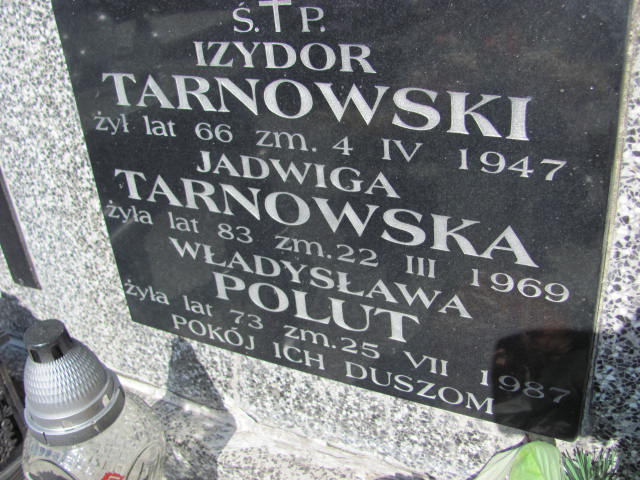 Ś.✝P.
IZYDOR
TARNOWSKI
żył lat 66 zm. 4 IV 1947
JADWIGA
TARNOWSKA
żyła lat 83 zm. 22 III 1969
WŁADYSŁAWA
POLUT
żyła lat 73 zm. 25 VII 1987
POKÓJ ICH DUSZOM